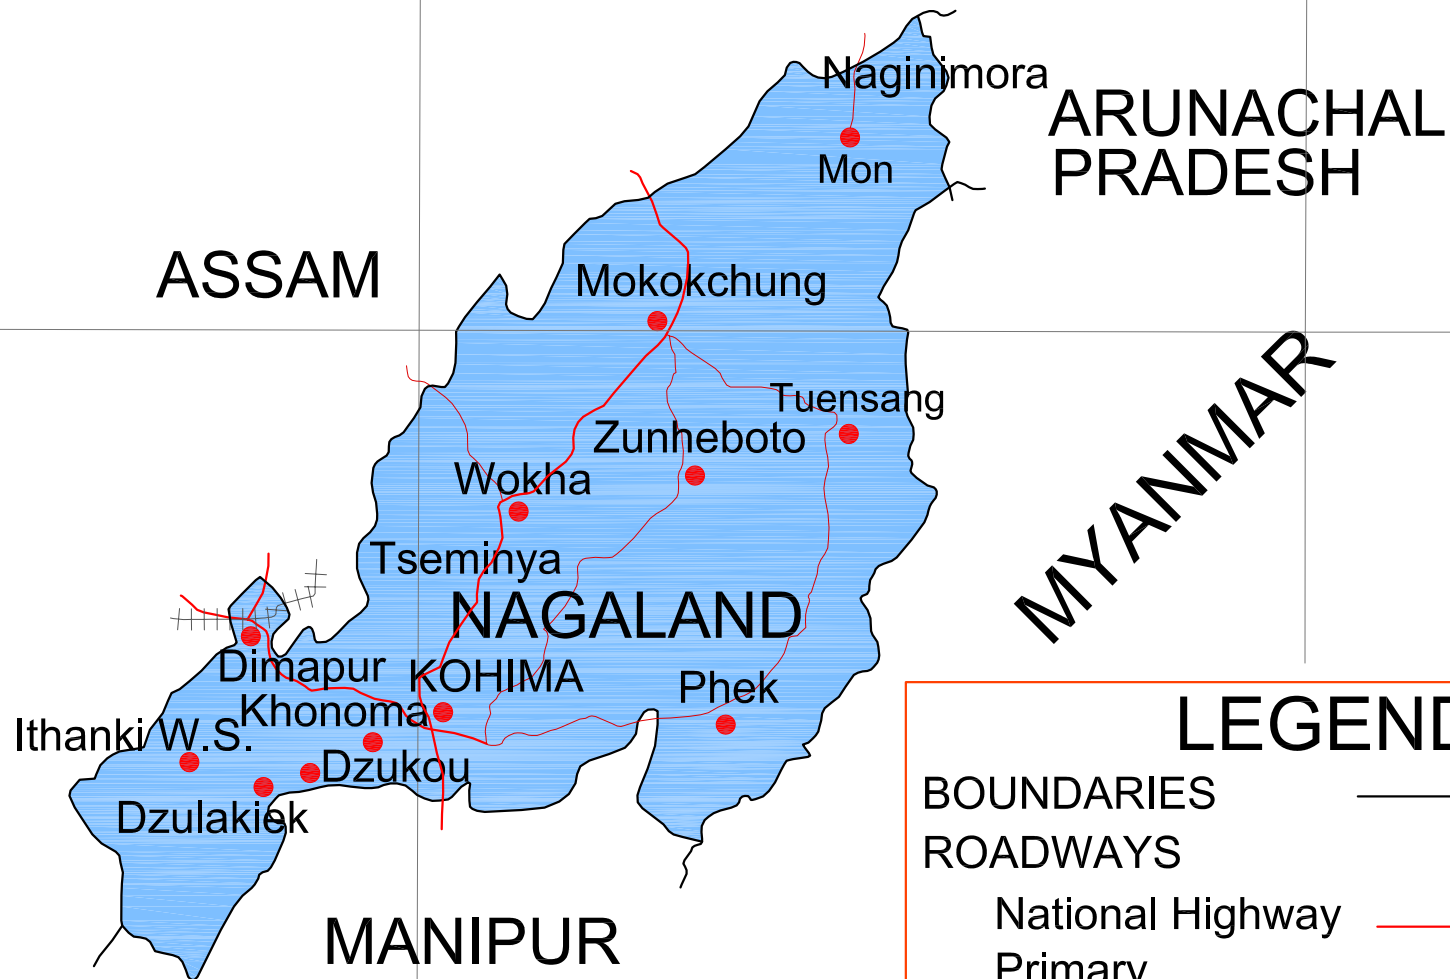 Naginimora
ARUNACHAL
PRADESH
Mon
ASSAM
Mokokchung
MYANMAR
Tuensang
Zunheboto
Wokha
Tseminya
NAGALAND
Dimapur
KOHIMA
Phek
Khonoma
Ithanki W.S.
Dzukou
Dzulakiek
MANIPUR
LEGEND
BOUNDARIES
ROADWAYS
National Highway
Primary